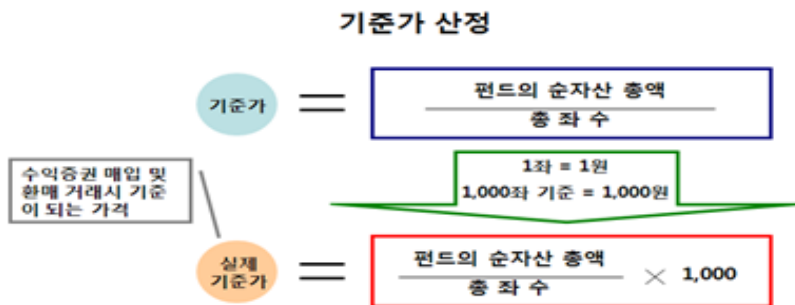 기준가 산정
기준가
=
펀드의 순자산 총액
총 좌 수
1좌 = 1원
1,000좌 기준 = 1,000원
수익증권 매입 및
환매 거래시 기준
이 되는 가격
실제
기준가
=
펀드의 순자산 총액
총 좌 수
× 1,000